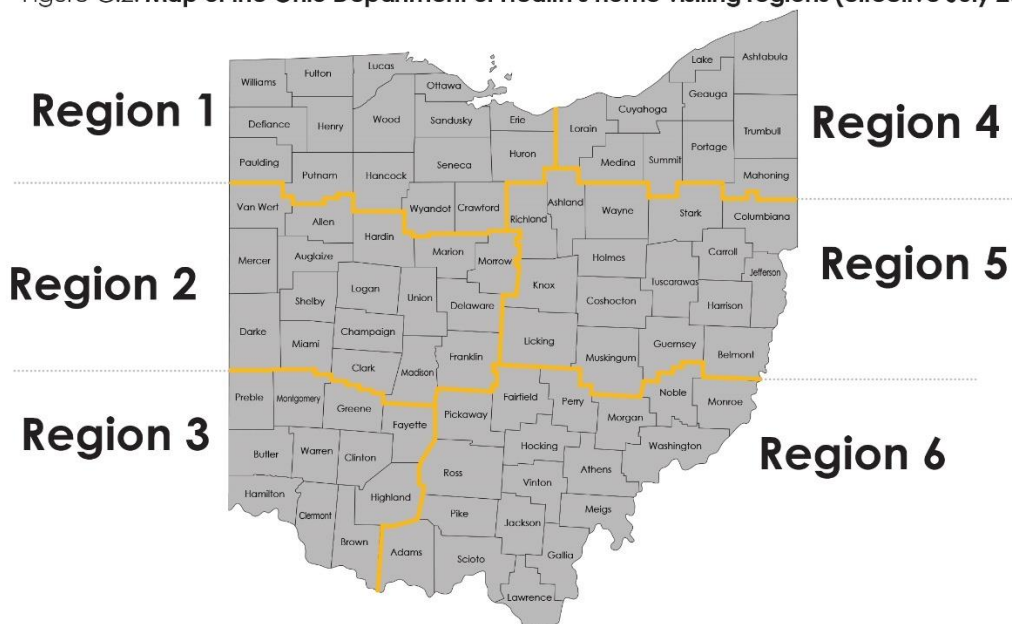 Map of the Ohio Department of Health's home visiting regions (effective July
Region 1
Region 2
Region 3
Region 4
Region 5
Region 6
Williams
Fulton
Lucas
Ottawa
Defiance
Henry
Wood
Sandusky
Erie
Huron
Paulding
Putnam
Hancock
Seneca
Wyandot
Crawford
Lake
Ashtabula
Geauga
Cuyahoga
Lorain
Trumbull
Medina
Summit
Portage
Mahoning
Van Wert
Allen
Hardin
Marion
Morrow
Mercer
Auglaize
Logan
Union
Delaware
Shelby
Darke
Miami
Champaign
Clark
Madison
Franklin
Richland
Ashland
Wayne
Stark
Columbiana
Holmes
Carroll
Tuscarawas
Jefferson
Knox
Coshocton
Harrison
Licking
Muskingum
Guernsey
Belmont
Preble
Montgomery
Greene
Fayette
Butler
Warren
Clinton
Hamilton
Clermont
Highland
Brown
Pickaway
Fairfield
Perry
Morgan
Noble
Monroe
Washington
Hocking
Athens
Ross
Vinton
Meigs
Pike
Jackson
Gallia
Adams
Scioto
Lawrence